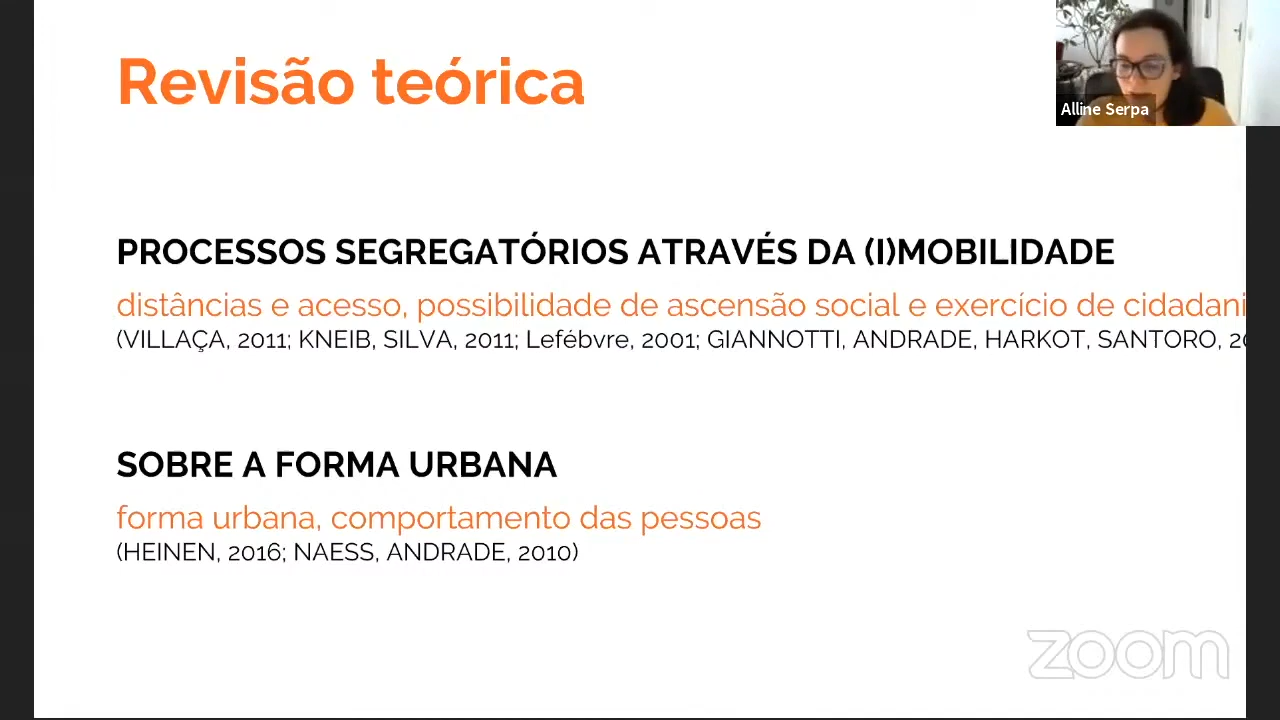 Revisão teórica
Alline Serpa
PROCESSOS SEGREGATÓRIOS ATRAVÉS DA (I)MOBILIDADE
distâncias e acesso, possibilidade de ascensão social e exercício de cidadani
(VILLAÇA, 2011; KNEIB, SILVA, 2011; Lefébvre, 2001; GIANNOTTI, ANDRADE, HARKOT, SANTORO,
SOBRE A FORMA URBANA
forma urbana, comportamento das pessoas
(HEINEN, 2016; NAESS, ANDRADE, 2010)
zoom